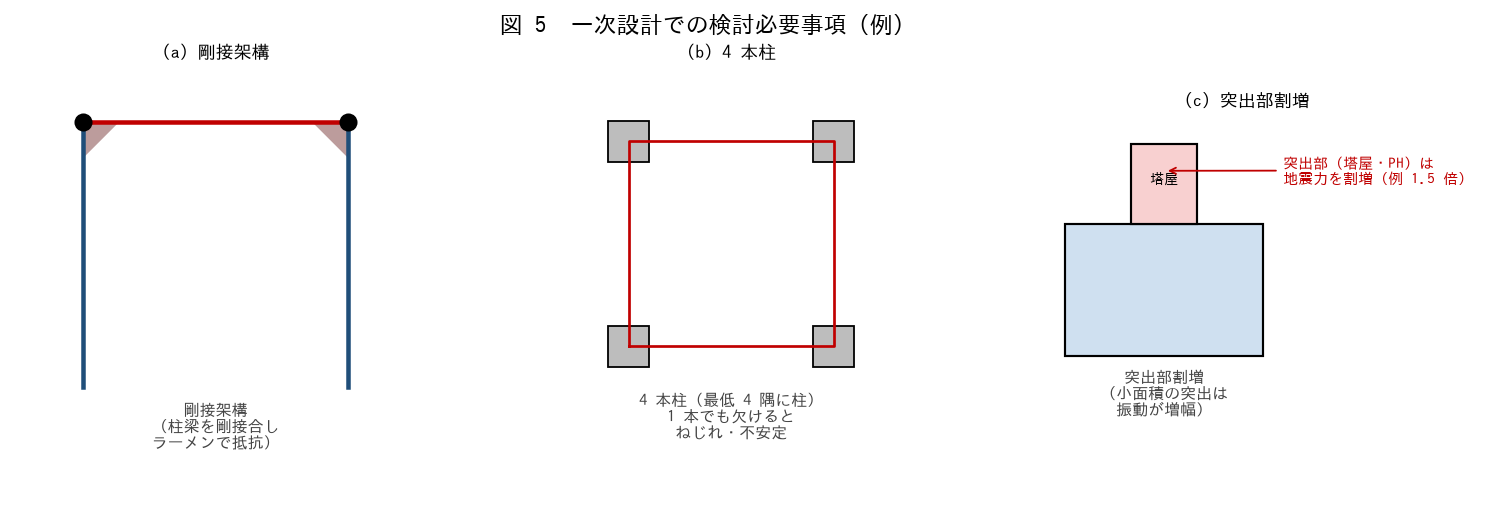 図 5　一次設計での検討必要事項（例）
(a) 剛接架構
剛接架構
（柱梁を剛接合し
ラーメンで抵抗）
(b) 4 本柱
4 本柱（最低 4 隅に柱）
1 本でも欠けると
ねじれ・不安定
(c) 突出部割増
塔屋
突出部（塔屋・PH）は
地震力を割増（例 1.5 倍）
突出部割増
（小面積の突出は
振動が増幅）